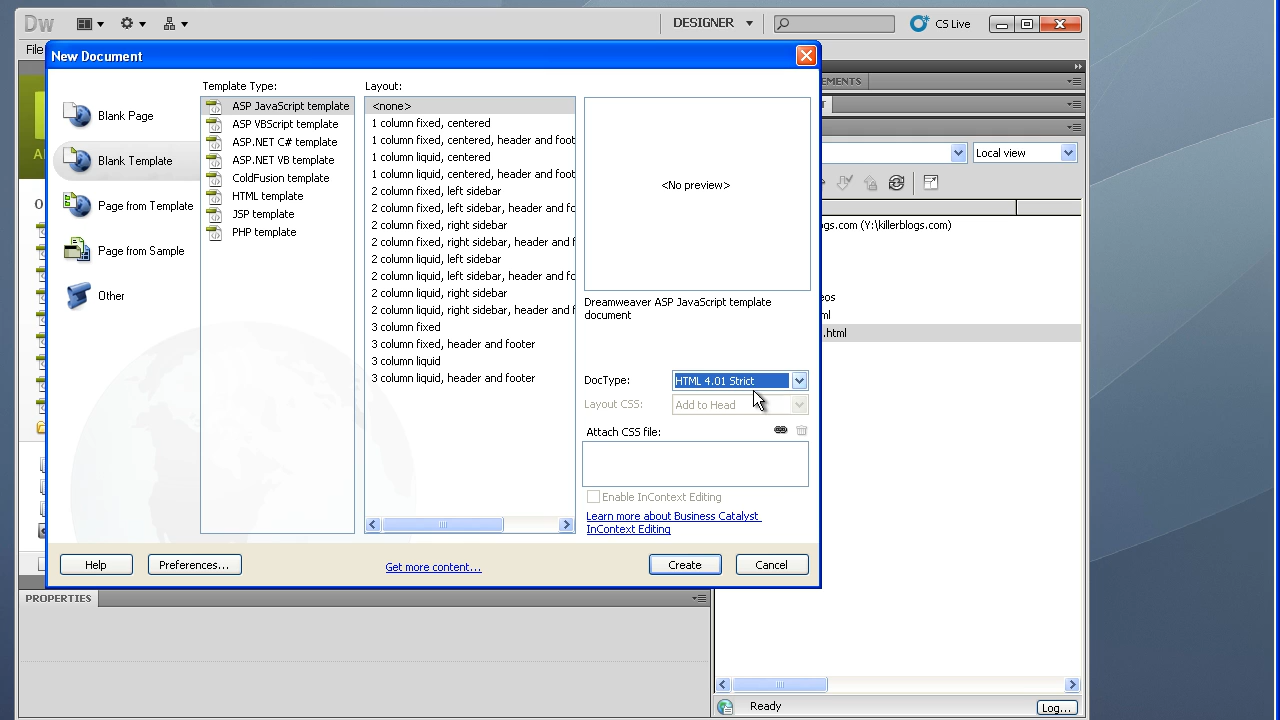 Dw
DESIGNER
CS Live
File
New Document
Template Type:
Layout:
Blank Page
Blank Template
Page from Template
Page from Sample
Other
ASP JavaScript template
ASP VBScript template
ASP.NET C# template
ASP.NET VB template
ColdFusion template
HTML template
JSP template
PHP template
<none>
1 column fixed, centered
1 column fixed, centered, header and foot
1 column liquid, centered
1 column liquid, centered, header and foot
2 column fixed, left sidebar
2 column fixed, left sidebar, header and fo
2 column fixed, right sidebar
2 column fixed, right sidebar, header and f
2 column liquid, left sidebar
2 column liquid, left sidebar, header and fo
2 column liquid, right sidebar
2 column liquid, right sidebar, header and f
3 column fixed
3 column fixed, header and footer
3 column liquid
3 column liquid, header and footer
<No preview>
Dreamweaver ASP JavaScript template
document
DocType:
HTML 4.01 Strict
Layout CSS:
Add to Head
Attach CSS file:
Enable InContext Editing
Learn more about Business Catalyst
InContext Editing
Help
Preferences...
Get more content...
Create
Cancel
EMENTS
Local view
gs.com (Y:\killerblogs.com)
os
ml
.html
PROPERTIES
Ready
Log...